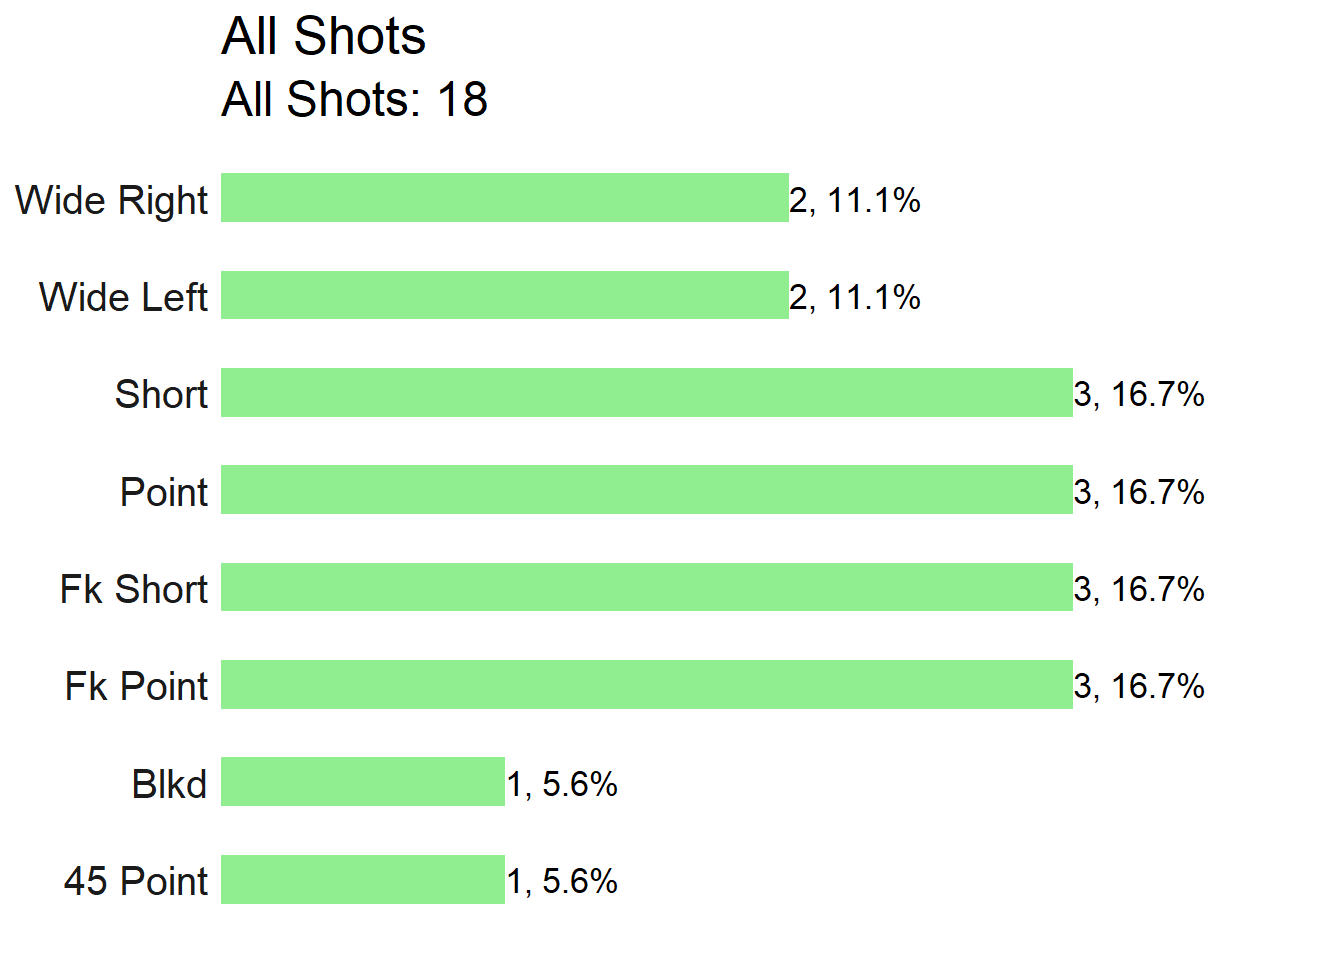 All Shots
All Shots: 18
Wide Right 2, 11.1%
Wide Left 2, 11.1%
Short 3, 16.7%
Point 3, 16.7%
Fk Short 3, 16.7%
Fk Point 3, 16.7%
Blkd 1, 5.6%
45 Point 1, 5.6%